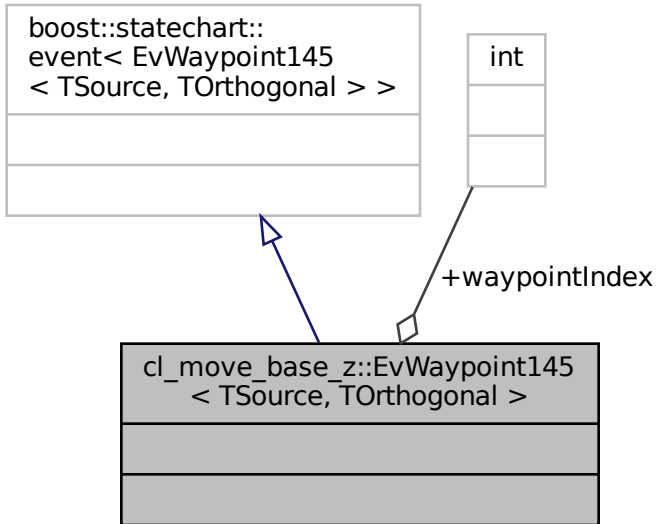 boost::statechart::
event< EvWaypoint145
< TSource, TOrthogonal > >
int
+waypointIndex
cl_move_base_z::EvWaypoint145
< TSource, TOrthogonal >